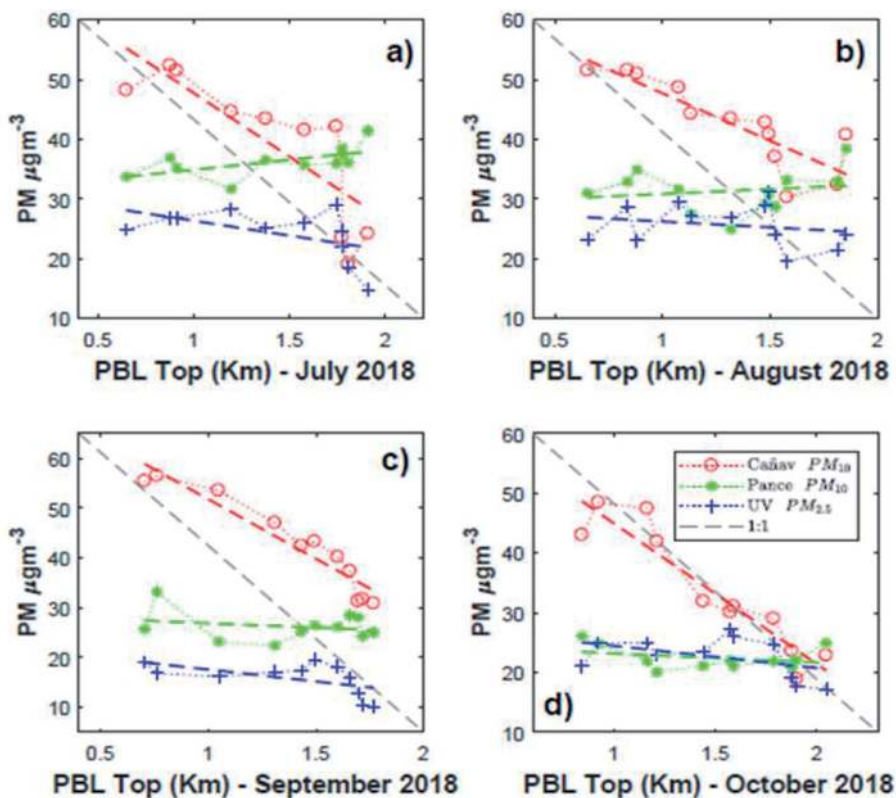 60
50
40
30
20
10
PM µgm⁻³
a)
0.5 1 1.5 2
PBL Top (Km) - July 2018
60
50
40
30
20
10
PM µgm⁻³
b)
0.5 1 1.5 2
PBL Top (Km) - August 2018
60
50
40
30
20
10
PM µgm⁻³
c)
0.5 1 1.5 2
PBL Top (Km) - September 2018
60
50
40
30
20
10
PM µgm⁻³
Cañav PM₁₀
Pance PM₁₀
UV PM₂.₅
1:1
d)
1 1.5 2
PBL Top (Km) - October 2018